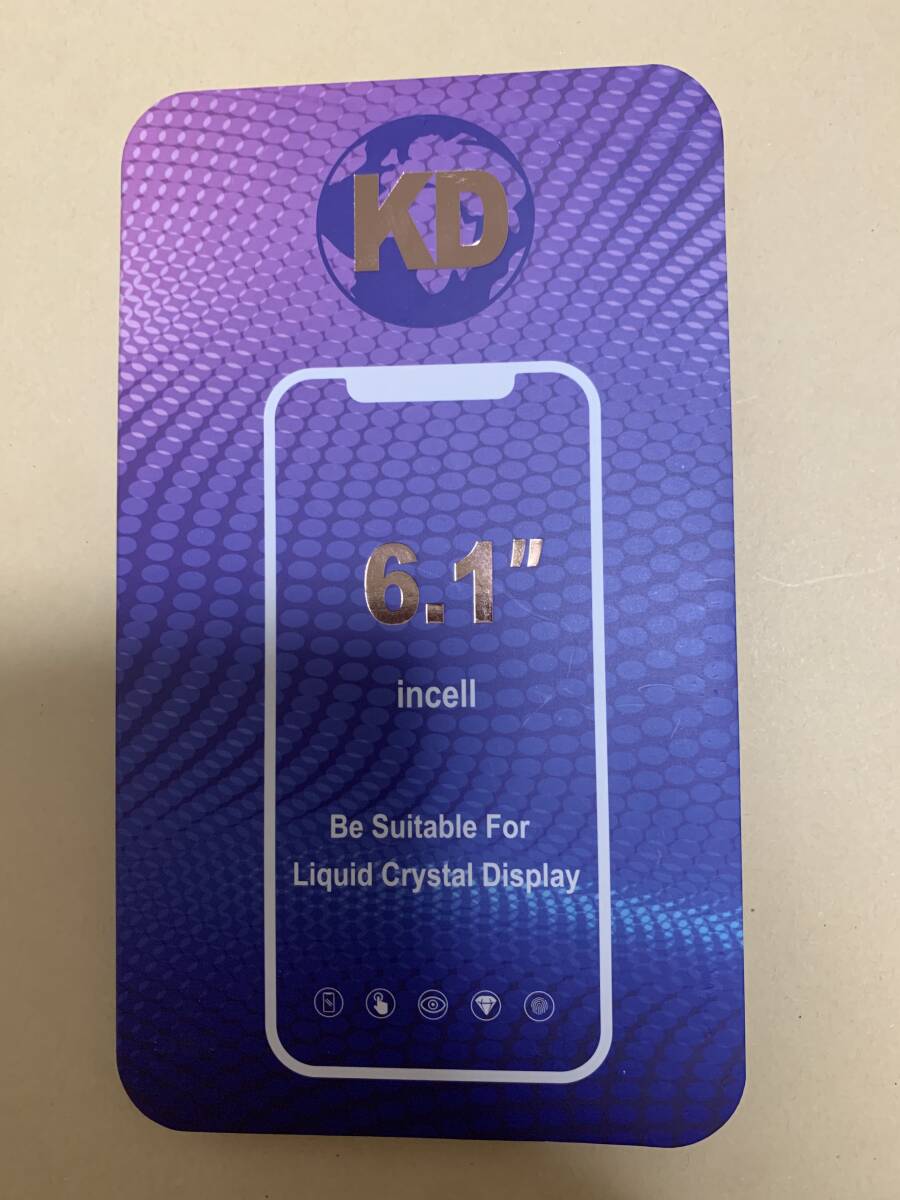 KD
6.1"
incell
Be Suitable For
Liquid Crystal Display